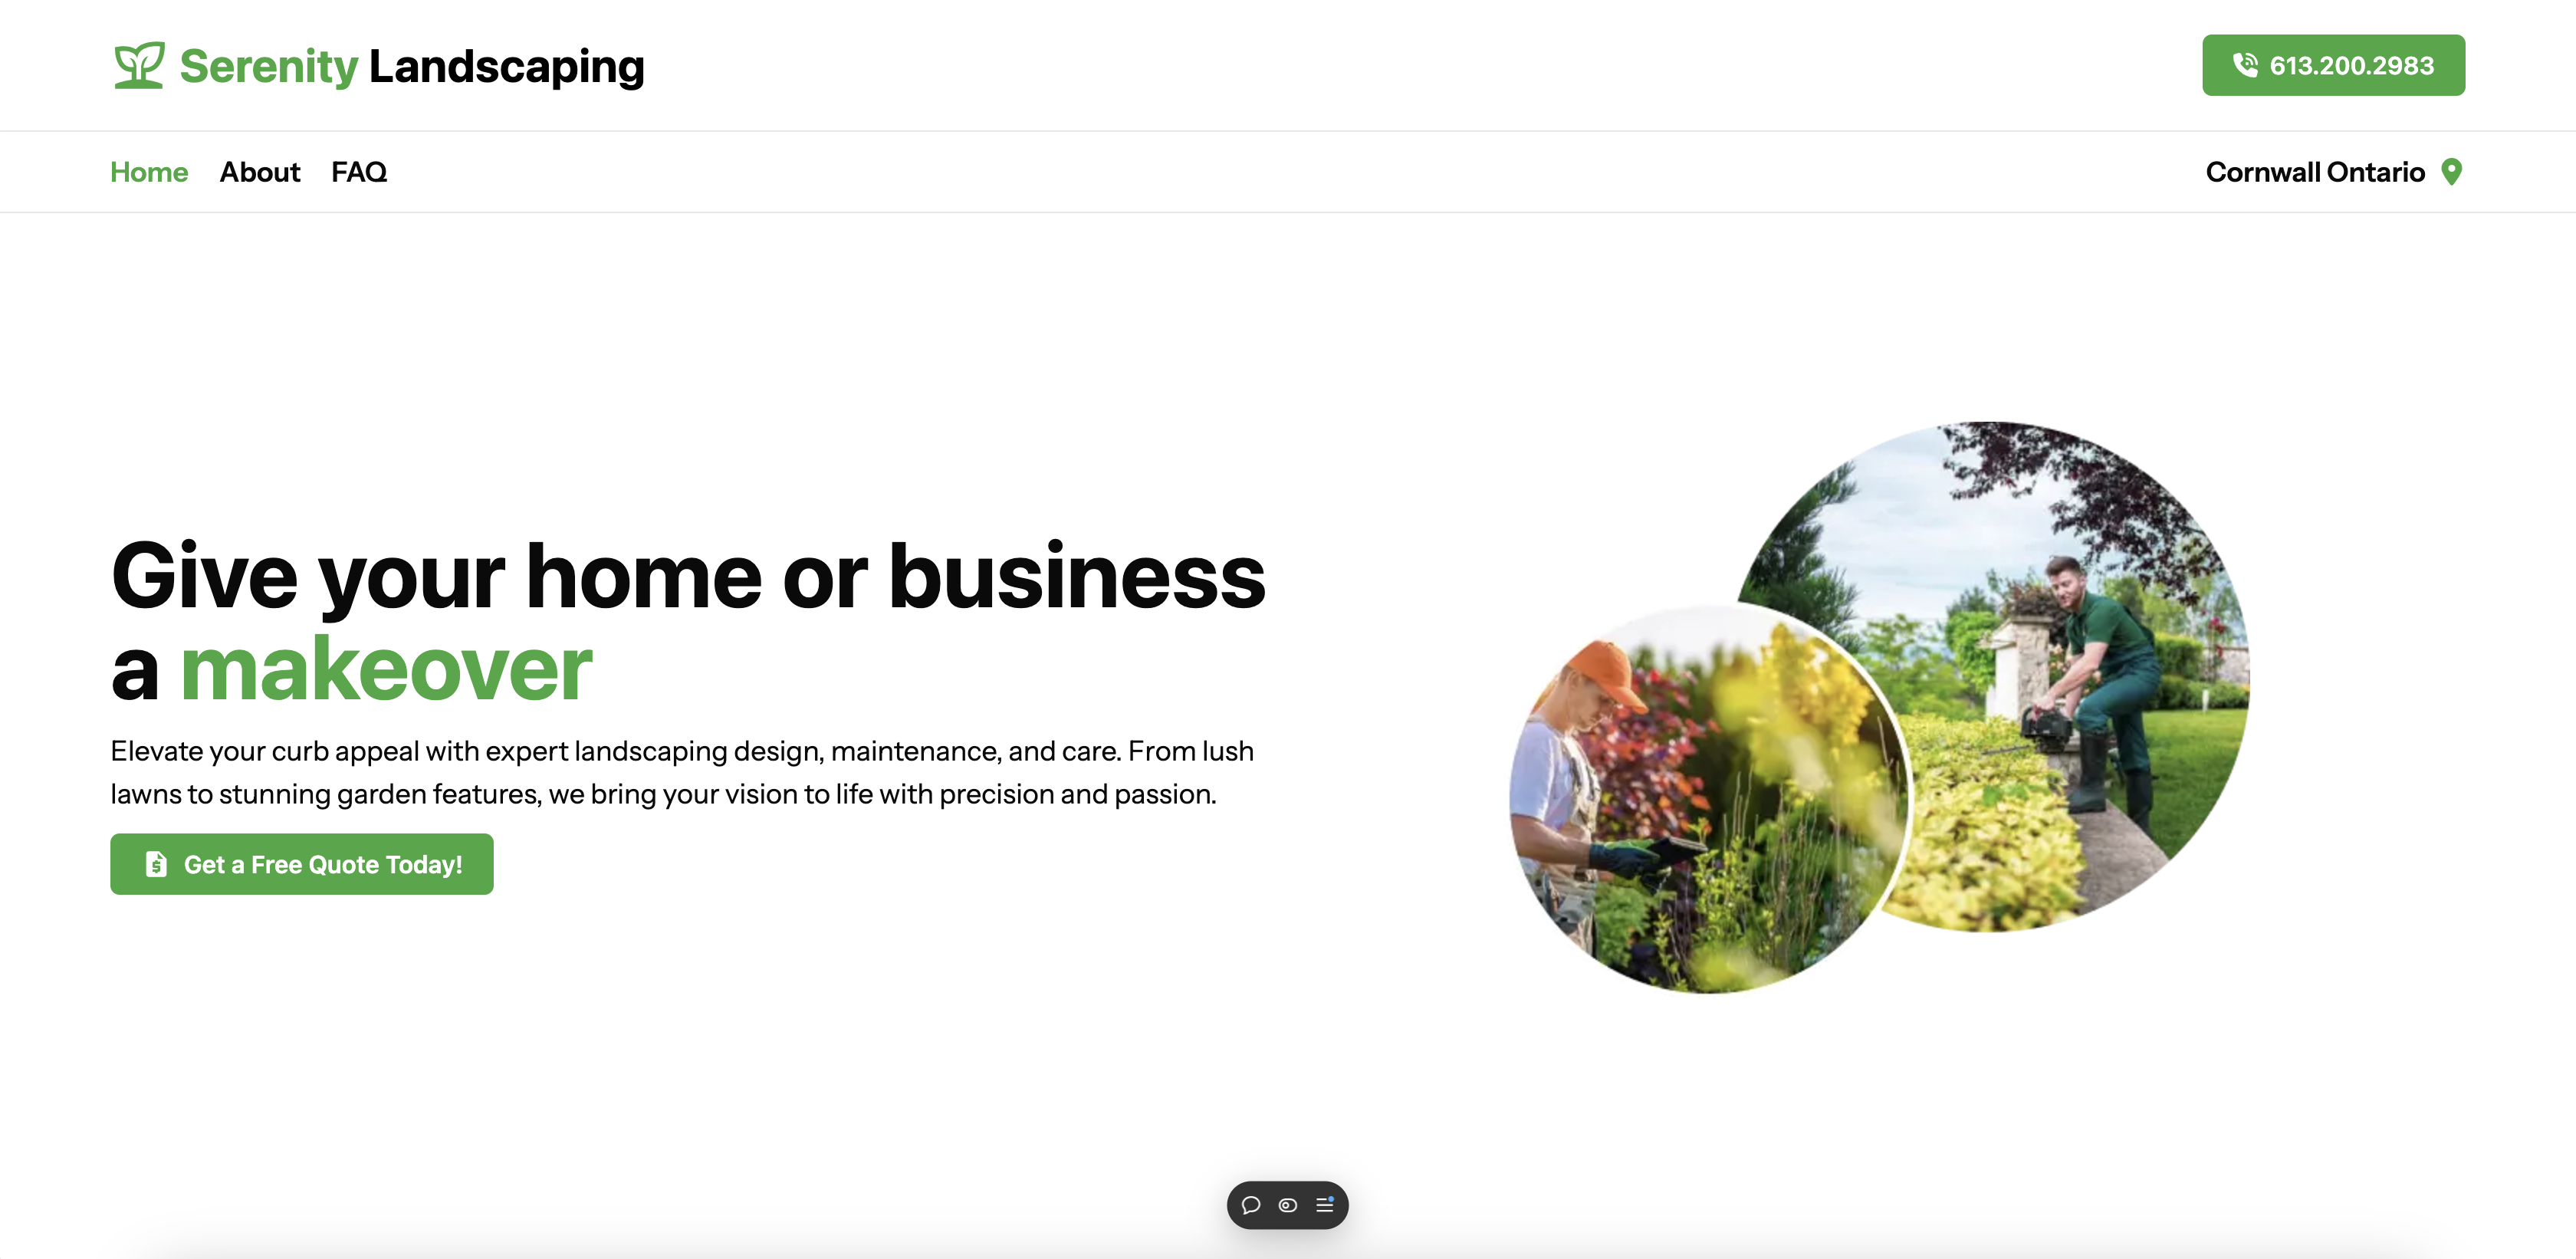 Serenity Landscaping
613.200.2983
Home About FAQ
Cornwall Ontario
Give your home or business
a makeover
Elevate your curb appeal with expert landscaping design, maintenance, and care. From lush
lawns to stunning garden features, we bring your vision to life with precision and passion.
Get a Free Quote Today!